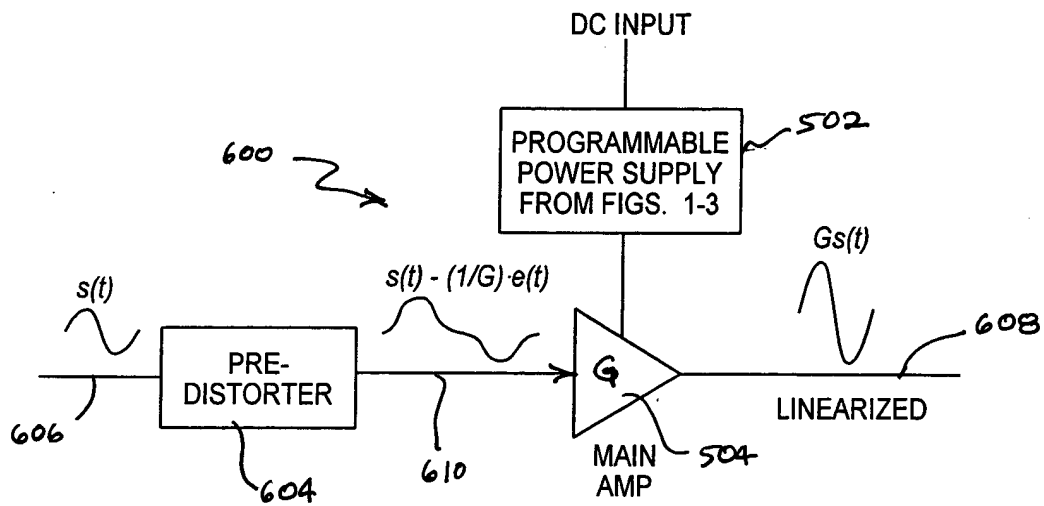 DC INPUT
502
PROGRAMMABLE
POWER SUPPLY
FROM FIGS. 1-3
600
Gs(t)
s(t)
s(t) - (1/G)·e(t)
608
PRE-
DISTORTER
G
LINEARIZED
606
604
610
MAIN
AMP
504